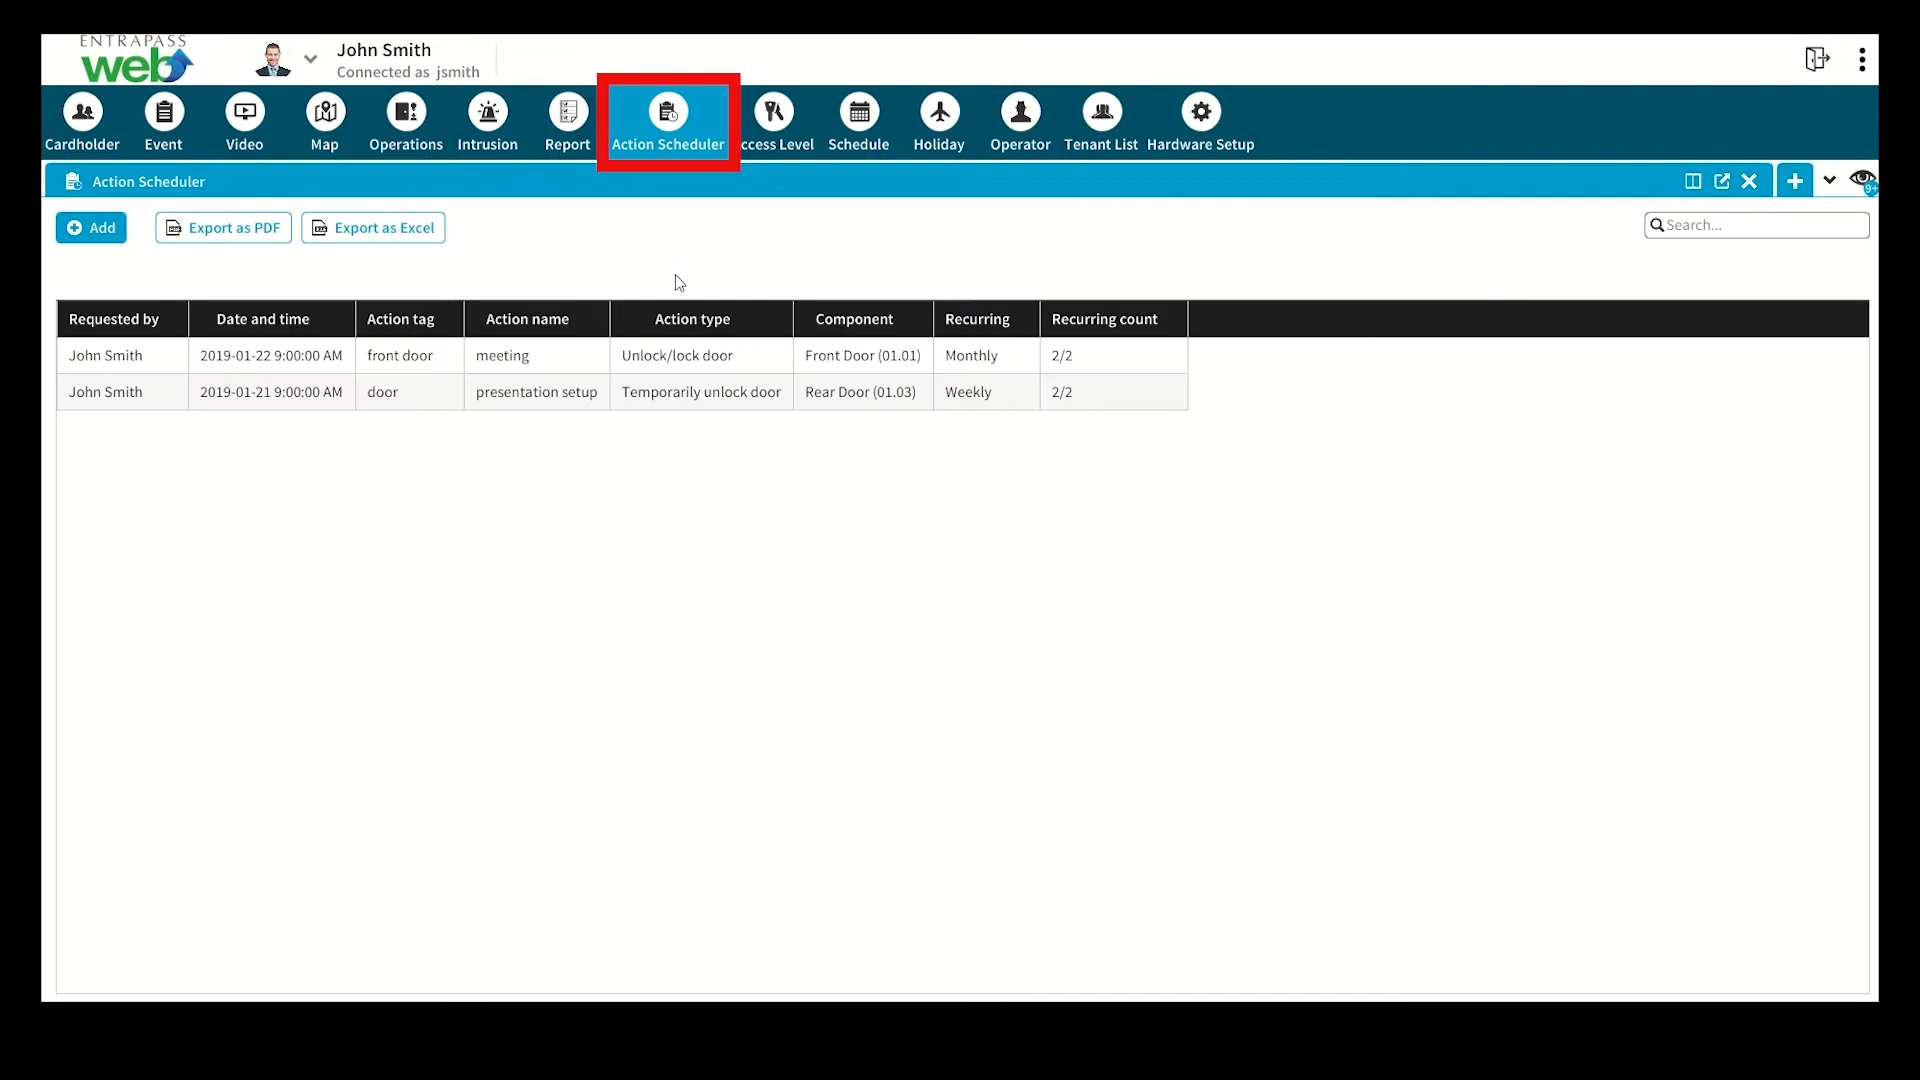 ENTRAPASS
web
John Smith
Connected as jsmith
Cardholder
Event
Video
Map
Operations
Intrusion
Report
Action Scheduler
ccess Level
Schedule
Holiday
Operator
Tenant List
Hardware Setup
Action Scheduler
9+
Add
Export as PDF
Export as Excel
Search...
Requested by Date and time Action tag Action name Action type Component Recurring Recurring count
John Smith 2019-01-22 9:00:00 AM front door meeting Unlock/lock door Front Door (01.01) Monthly 2/2
John Smith 2019-01-21 9:00:00 AM door presentation setup Temporarily unlock door Rear Door (01.03) Weekly 2/2